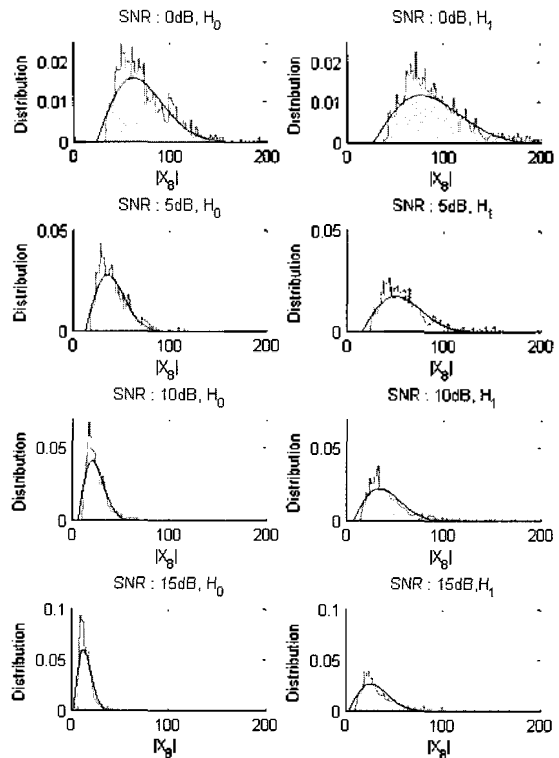 SNR : 0dB, H0
Distribution
0.02
0.01
0
0 100 200
|X8|
SNR : 0dB, H1
Distribution
0.02
0.01
0
0 100 200
|X8|
SNR : 5dB, H0
Distribution
0.05
0
0 100 200
|X8|
SNR : 5dB, H1
Distribution
0.05
0
0 100 200
|X8|
SNR : 10dB, H0
Distribution
0.05
0
0 100 200
|X8|
SNR : 10dB, H1
Distribution
0.05
0
0 100 200
|X8|
SNR : 15dB, H0
Distribution
0.1
0.05
0
0 100 200
|X8|
SNR : 15dB,H1
Distribution
0.1
0.05
0
0 100 200
|X8|